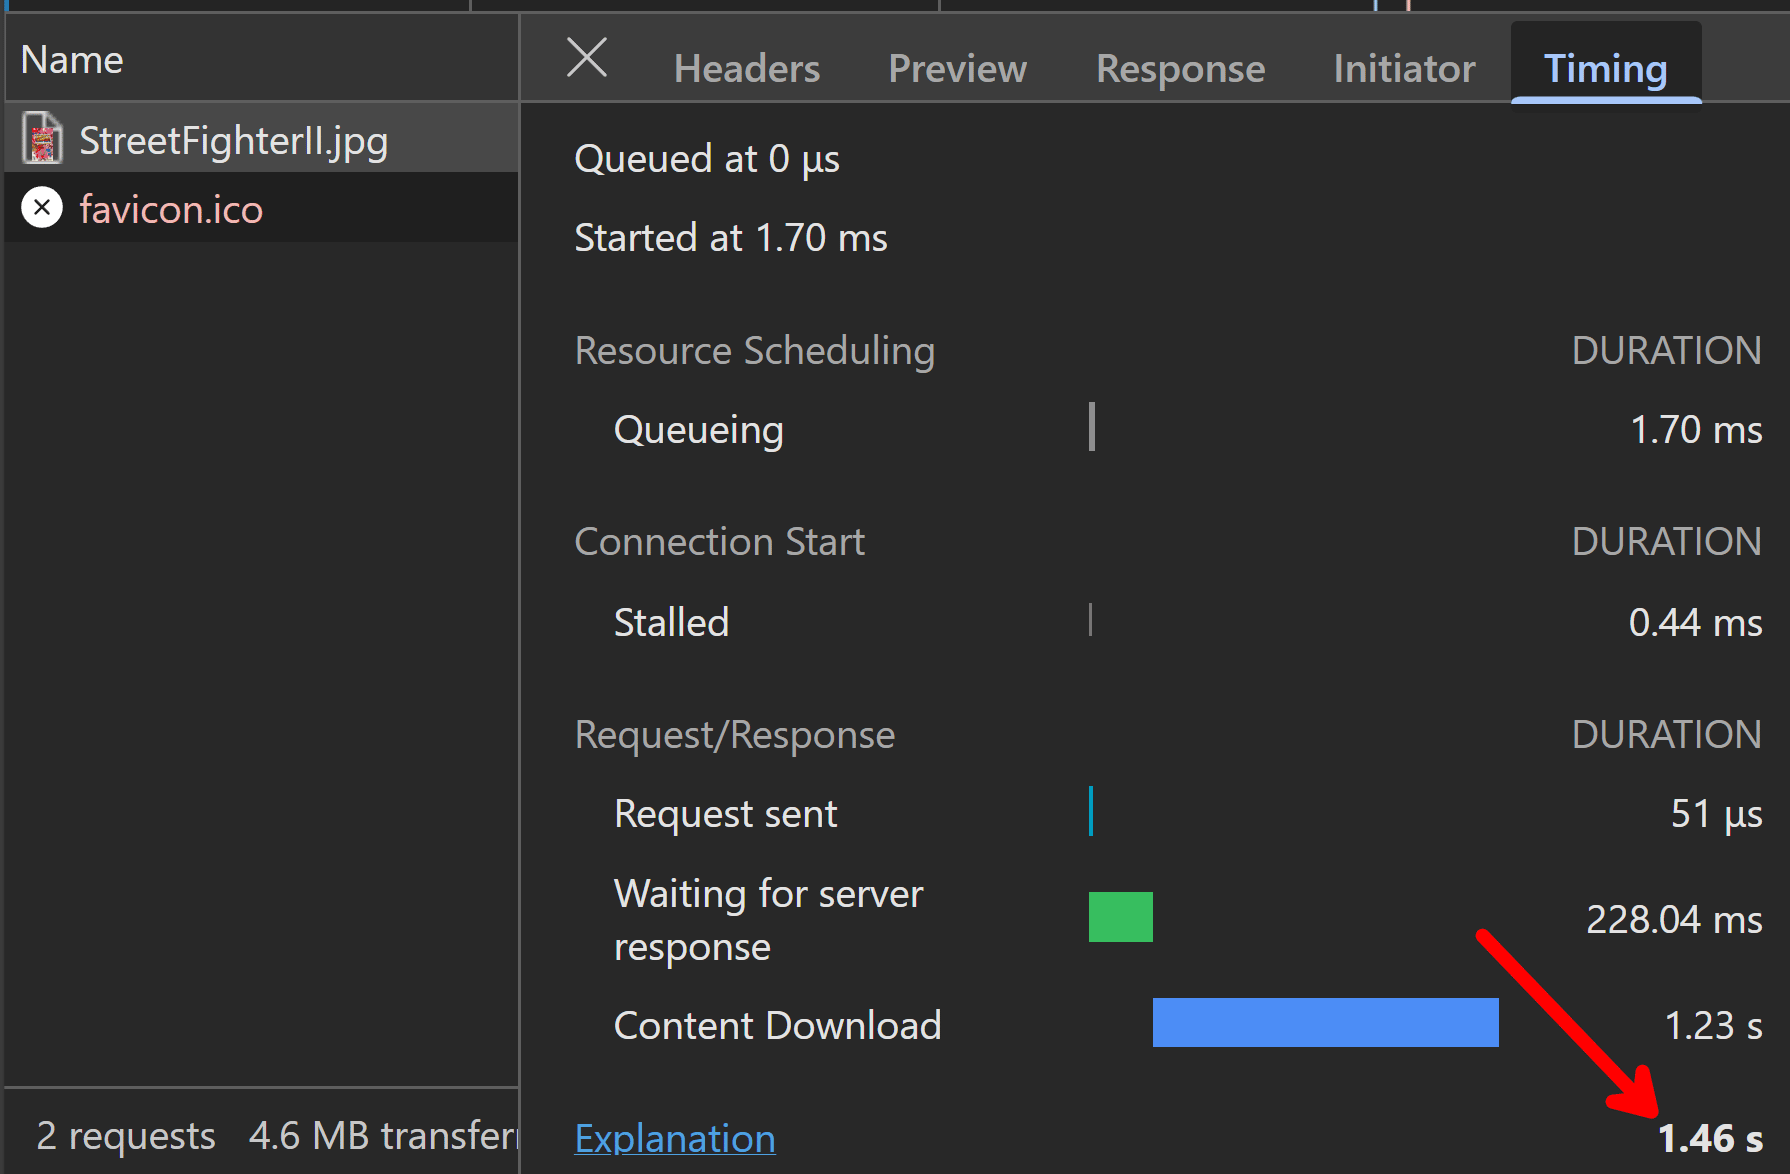 Name
Headers Preview Response Initiator Timing
StreetFighterII.jpg
favicon.ico
Queued at 0 μs
Started at 1.70 ms
Resource Scheduling DURATION
Queueing 1.70 ms
Connection Start DURATION
Stalled 0.44 ms
Request/Response DURATION
Request sent 51 μs
Waiting for server
response 228.04 ms
Content Download 1.23 s
Explanation 1.46 s
2 requests 4.6 MB transfer